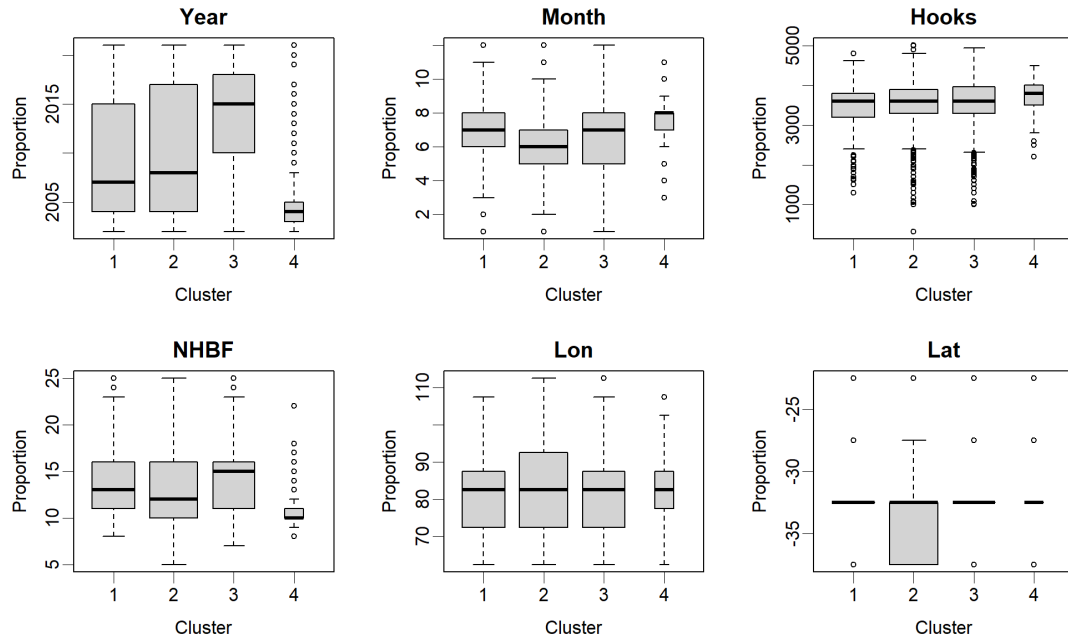 Year
Proportion
2005
2015
1 2 3 4
Cluster
Month
Proportion
2 4 6 8 10
1 2 3 4
Cluster
Hooks
Proportion
1000 3000 5000
1 2 3 4
Cluster
NHBF
Proportion
5 10 15 20 25
1 2 3 4
Cluster
Lon
Proportion
70 80 90 110
1 2 3 4
Cluster
Lat
Proportion
-35 -30 -25
1 2 3 4
Cluster